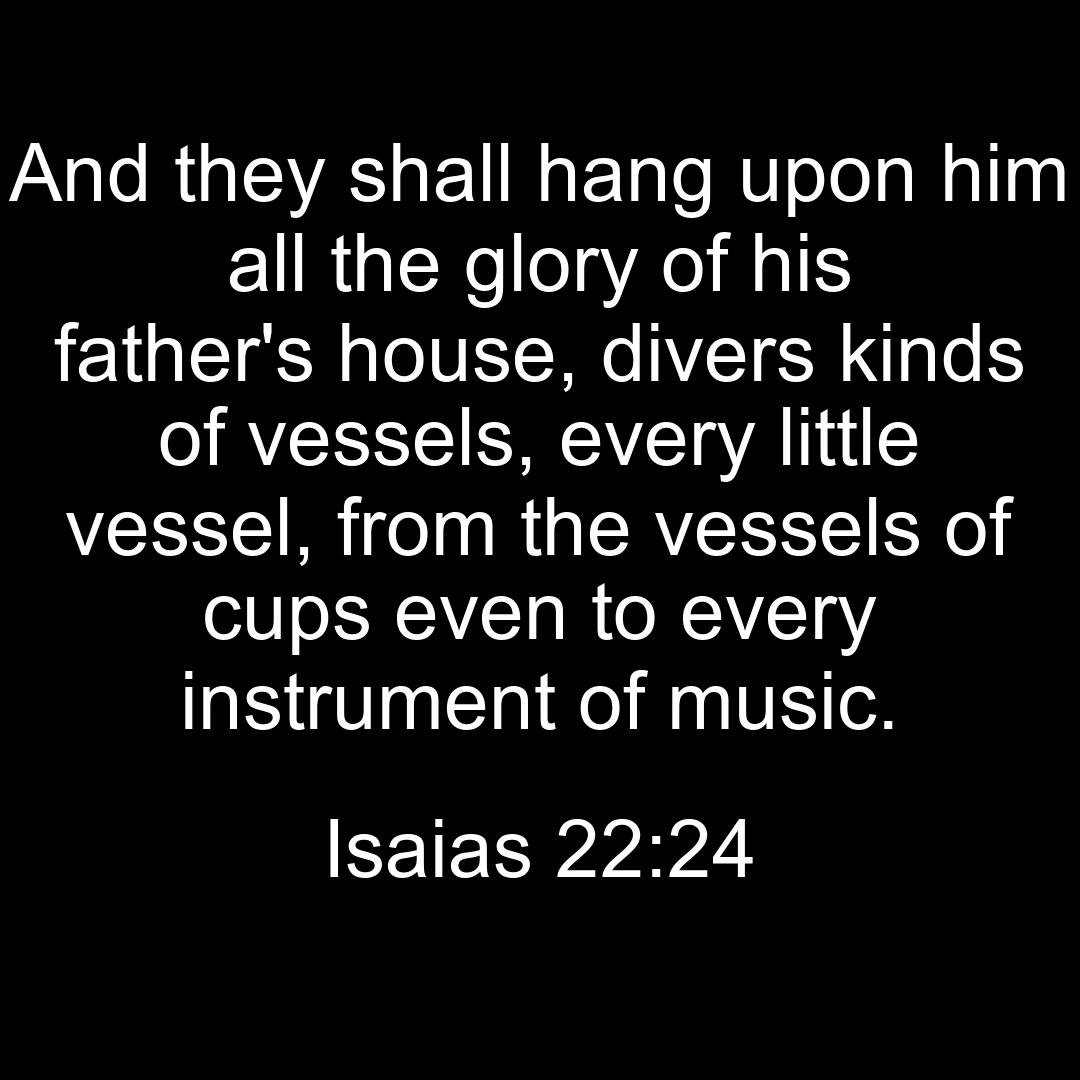 And they shall hang upon him
all the glory of his
father's house, divers kinds
of vessels, every little
vessel, from the vessels of
cups even to every
instrument of music.
Isaias 22:24